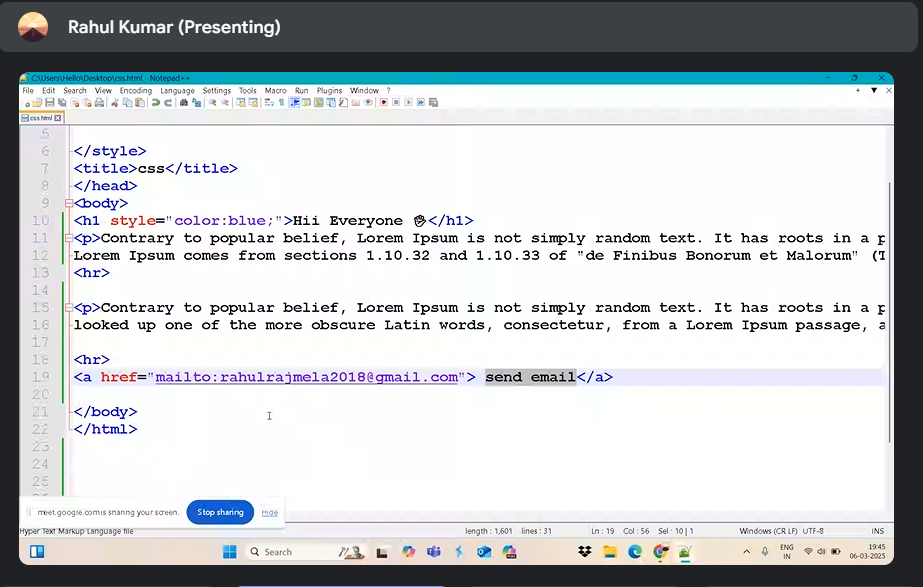 Rahul Kumar (Presenting)
C:\Users\Hello\Desktop\css.html - Notepad++
File Edit Search View Encoding Language Settings Tools Macro Run Plugins Window ?
css.html
5
6 </style>
7 <title>css</title>
8 </head>
9 <body>
10 <h1 style="color:blue;">Hii Everyone 🖐</h1>
11 <p>Contrary to popular belief, Lorem Ipsum is not simply random text. It has roots in a p
12 Lorem Ipsum comes from sections 1.10.32 and 1.10.33 of "de Finibus Bonorum et Malorum" (T
13 <hr>
14
15 <p>Contrary to popular belief, Lorem Ipsum is not simply random text. It has roots in a p
16 looked up one of the more obscure Latin words, consectetur, from a Lorem Ipsum passage, a
17
18 <hr>
19 <a href="mailto:rahulrajmela2018@gmail.com"> send email</a>
20
21 </body>
22 </html>
23
24
25
meet.google.com is sharing your screen. Stop sharing Hide
Hyper Text Markup Language file length : 1,601 lines : 31 Ln : 19 Col : 56 Sel : 10 | 1 Windows (CR LF) UTF-8 INS
Search ENG IN 19:45 06-03-2025